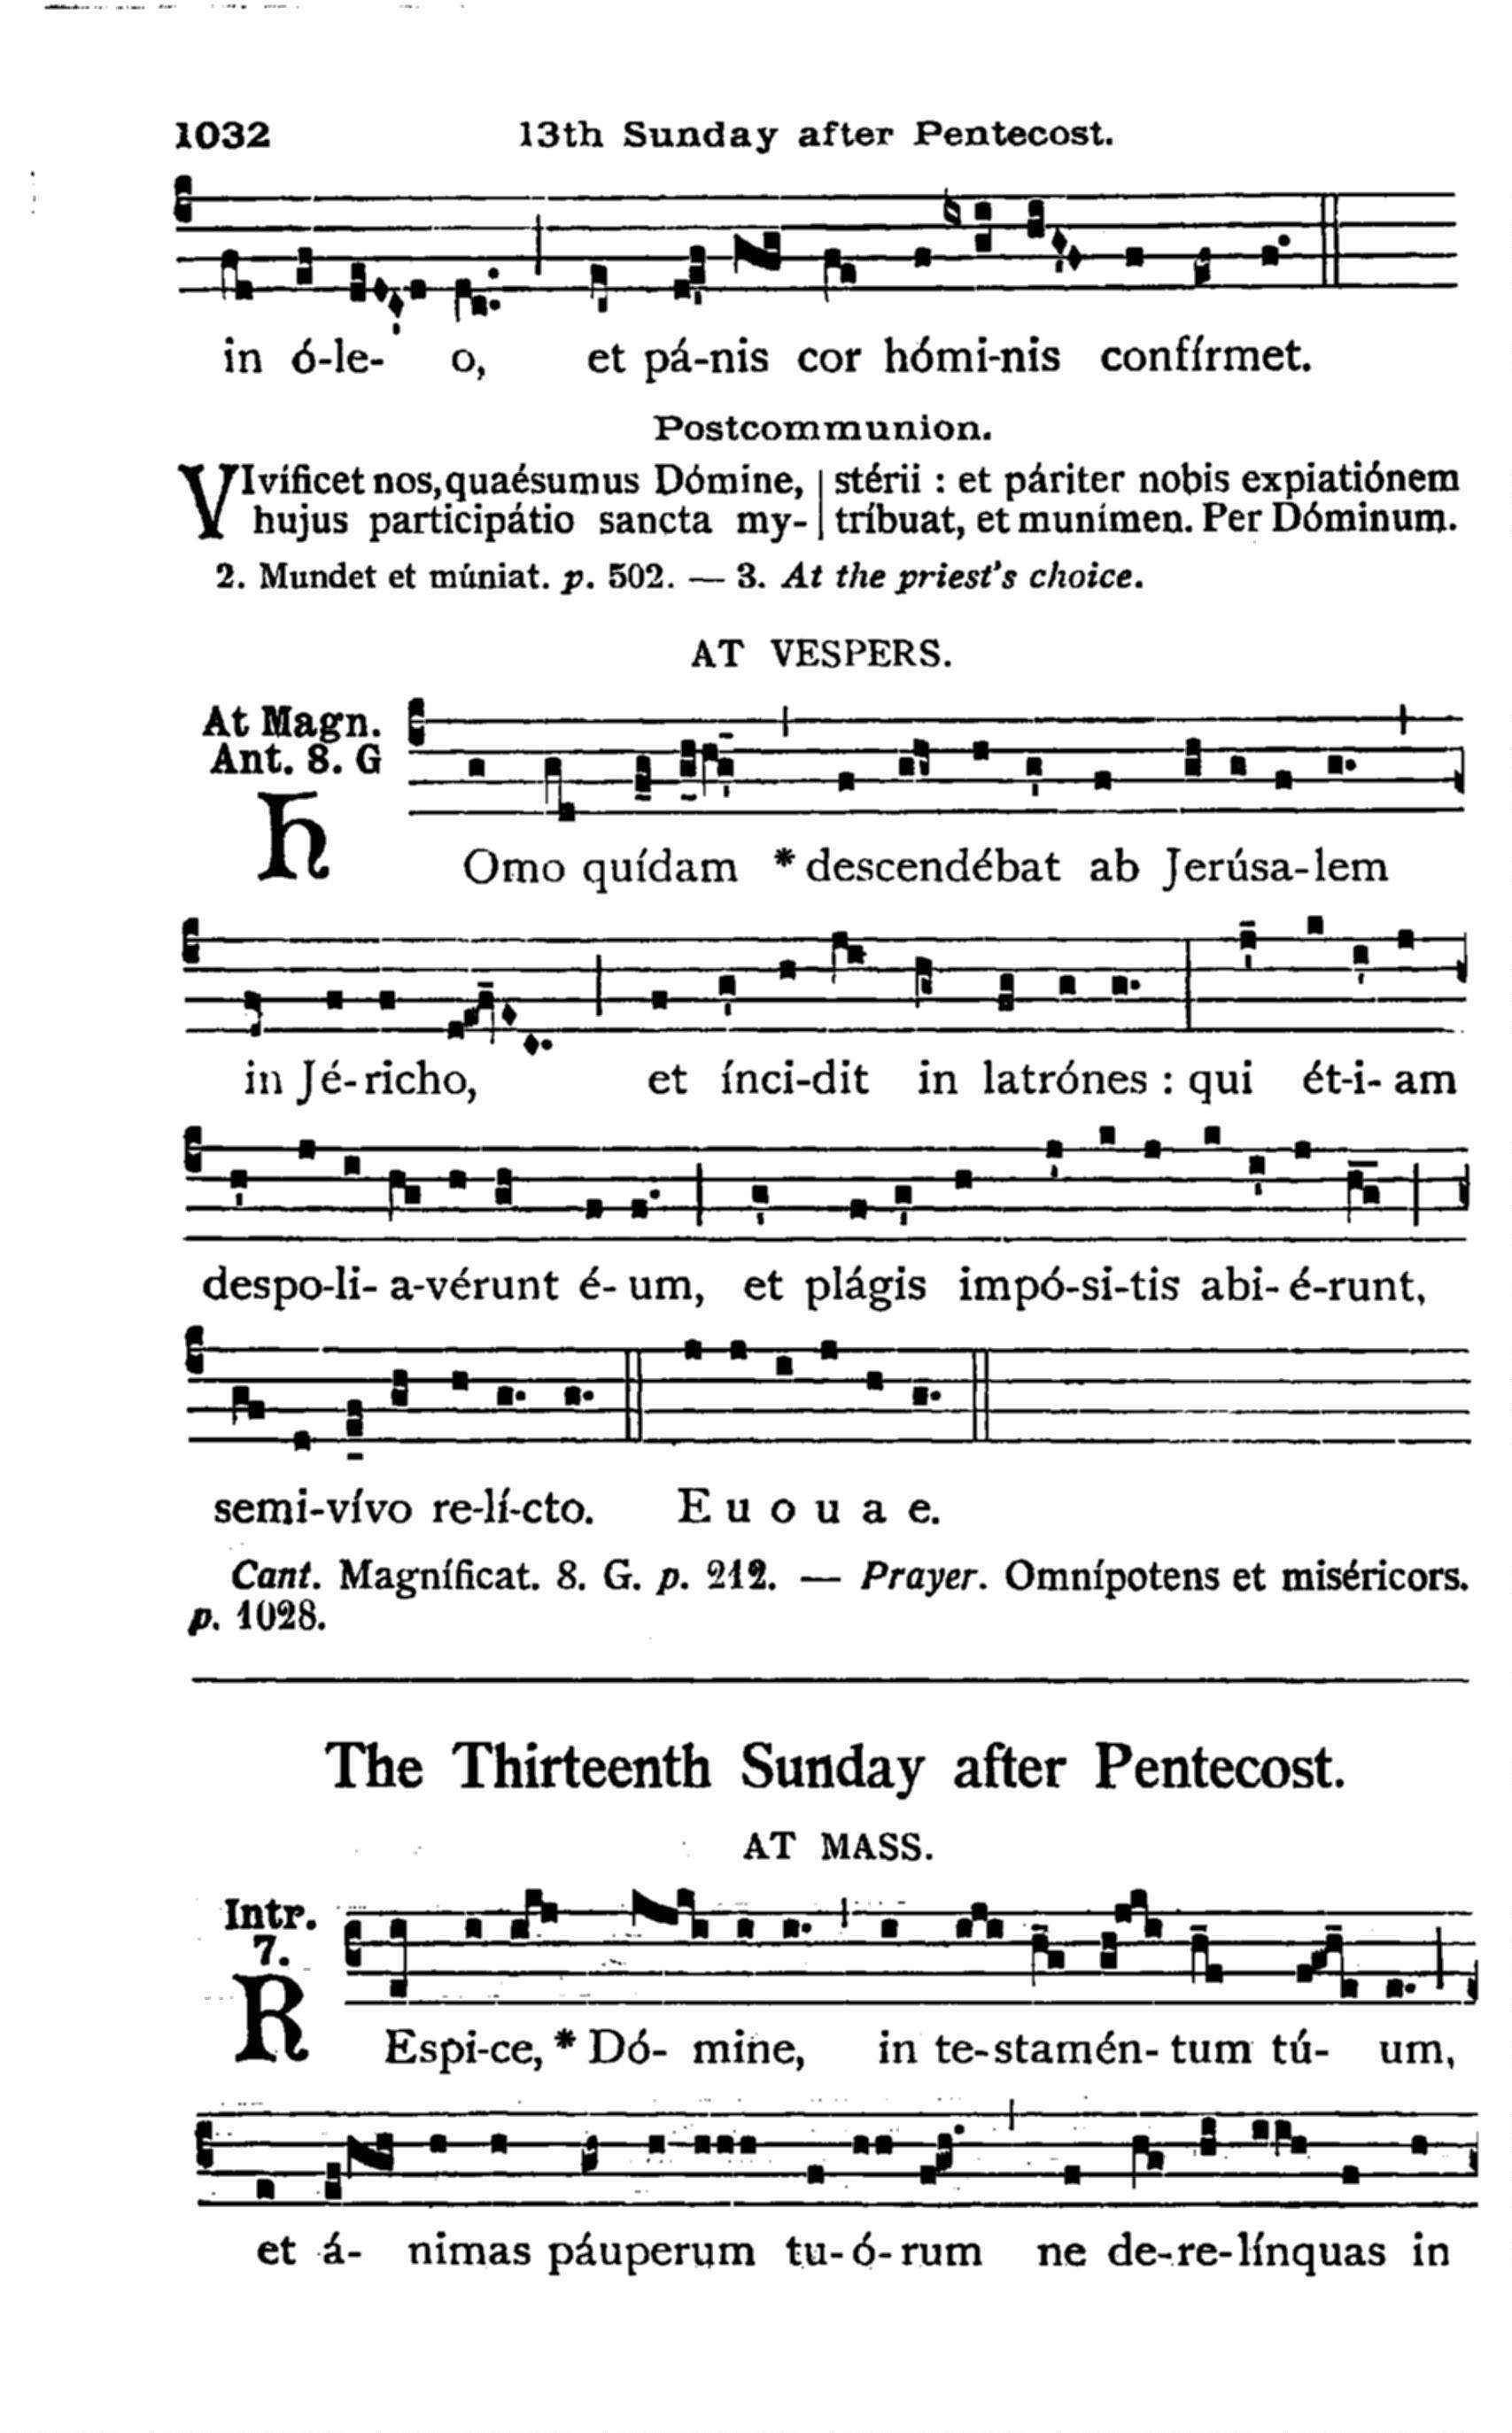 1032 13th Sunday after Pentecost.
in ó-le- o, et pá-nis cor hómi-nis confírmet.
Postcommunion.
VIvíficet nos, quaésumus Dómine,
hujus participátio sancta my-
stérii : et páriter nobis expiatiónem
tríbuat, et munímen. Per Dóminum.
2. Mundet et múniat. p. 502. — 3. At the priest's choice.
AT VESPERS.
At Magn.
Ant. 8. G
HOmo quídam * descendébat ab Jerúsa-lem
in Jé-richo, et ínci-dit in latrónes : qui ét-i- am
despo-li- a-vérunt é- um, et plágis impó-si-tis abi- é-runt,
semi-vívo re-lí-cto. E u o u a e.
Cant. Magníficat. 8. G. p. 212. — Prayer. Omnípotens et miséricors.
p. 1028.
The Thirteenth Sunday after Pentecost.
AT MASS.
Intr.
7.
REspi-ce, * Dó- mine, in te-stamén- tum tú- um,
et á- nimas páuperum tu-ó-rum ne de-re-línquas in